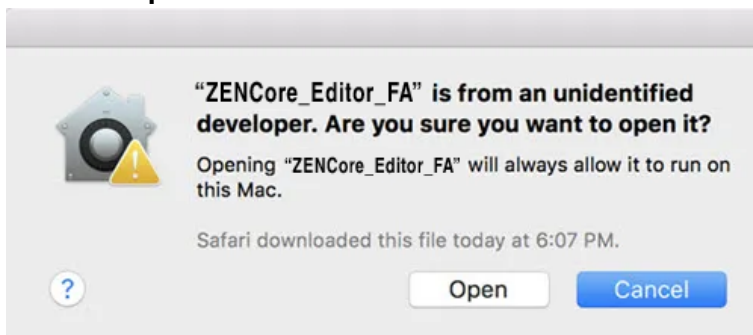 “ZENCore_Editor_FA” is from an unidentified
developer. Are you sure you want to open it?
Opening “ZENCore_Editor_FA” will always allow it to run on
this Mac.
Safari downloaded this file today at 6:07 PM.
?
Open
Cancel